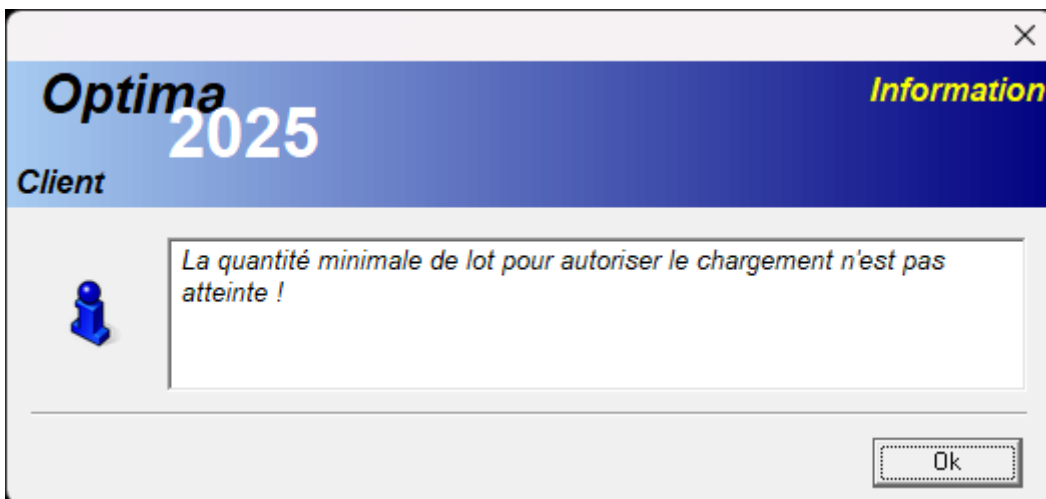 Optima
Information
2025
Client
La quantité minimale de lot pour autoriser le chargement n'est pas
atteinte !
Ok